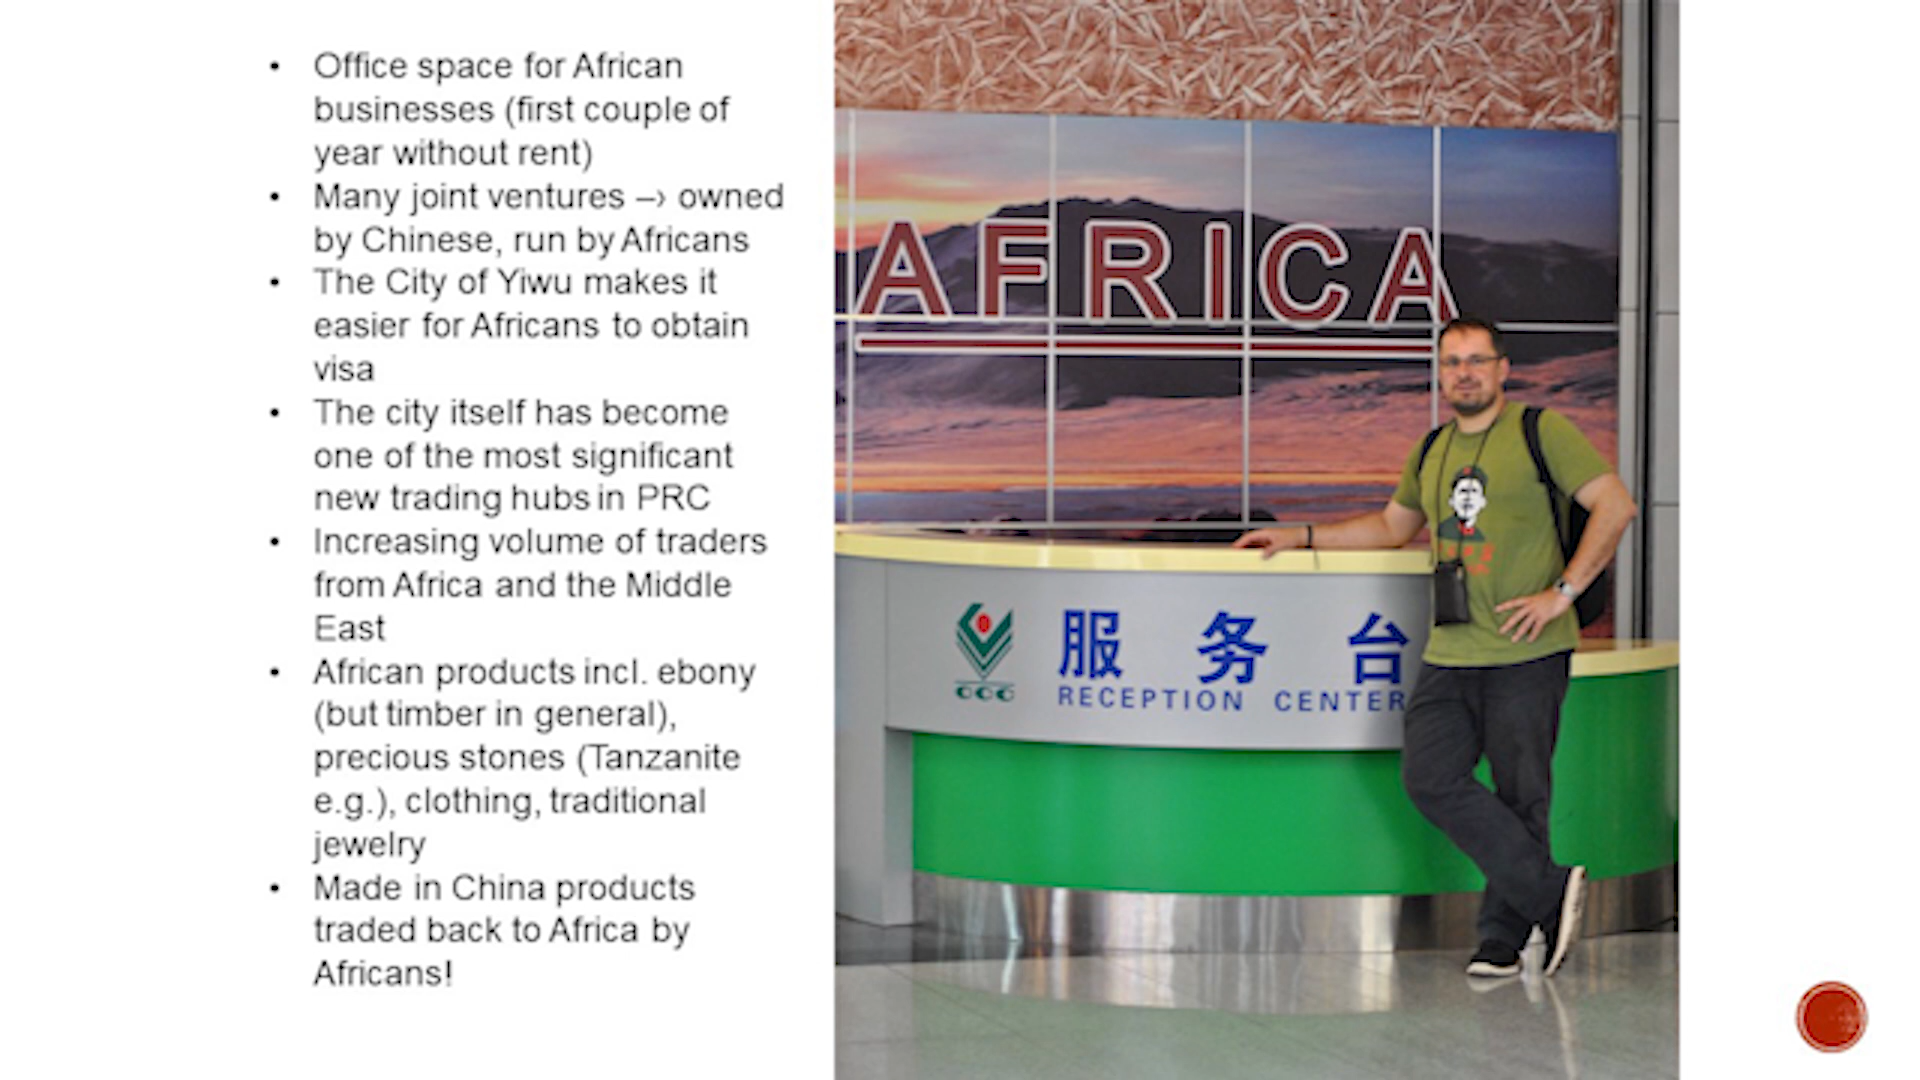 • Office space for African
businesses (first couple of
year without rent)
• Many joint ventures –› owned
by Chinese, run by Africans
• The City of Yiwu makes it
easier for Africans to obtain
visa
• The city itself has become
one of the most significant
new trading hubs in PRC
• Increasing volume of traders
from Africa and the Middle
East
• African products incl. ebony
(but timber in general),
precious stones (Tanzanite
e.g.), clothing, traditional
jewelry
• Made in China products
traded back to Africa by
Africans!
AFRICA
服务台
RECEPTION CENTER